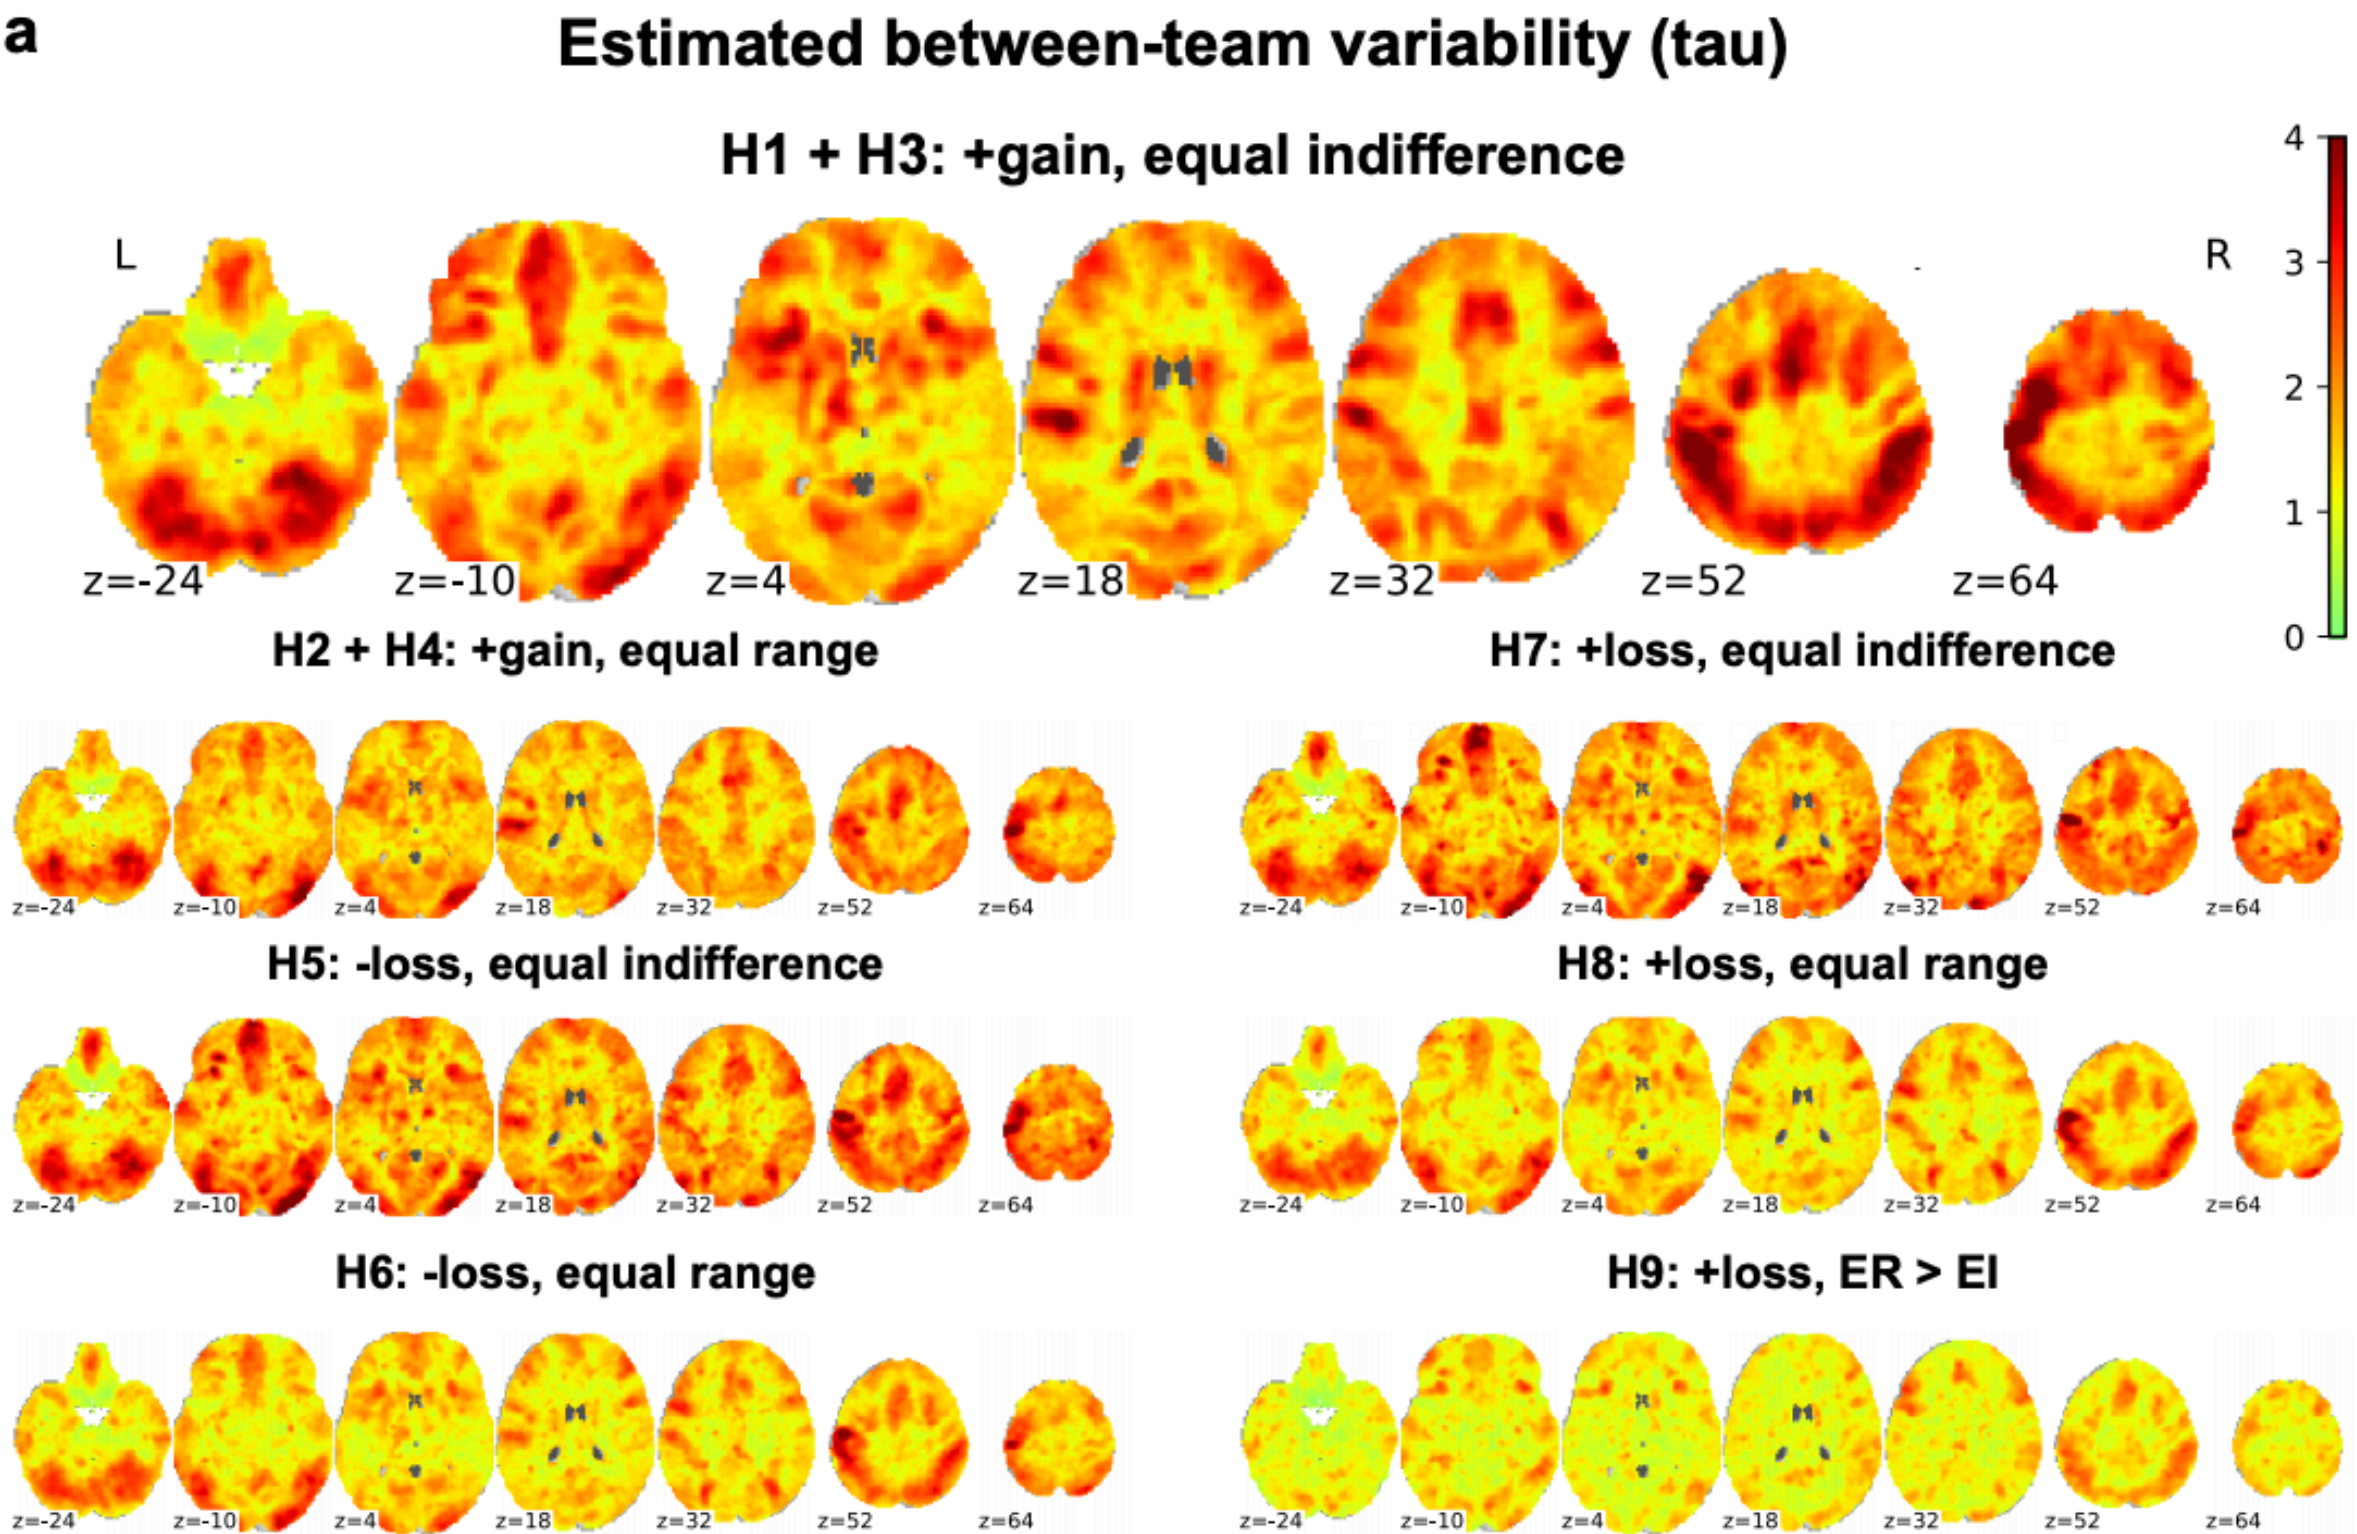 a
Estimated between-team variability (tau)
H1 + H3: +gain, equal indifference
L
R
4
3
2
1
0
z=-24 z=-10 z=4 z=18 z=32 z=52 z=64
H2 + H4: +gain, equal range
z=-24 z=-10 z=4 z=18 z=32 z=52 z=64
H7: +loss, equal indifference
z=-24 z=-10 z=4 z=18 z=32 z=52 z=64
H5: -loss, equal indifference
z=-24 z=-10 z=4 z=18 z=32 z=52 z=64
H8: +loss, equal range
z=-24 z=-10 z=4 z=18 z=32 z=52 z=64
H6: -loss, equal range
z=-24 z=-10 z=4 z=18 z=32 z=52 z=64
H9: +loss, ER > EI
z=-24 z=-10 z=4 z=18 z=32 z=52 z=64